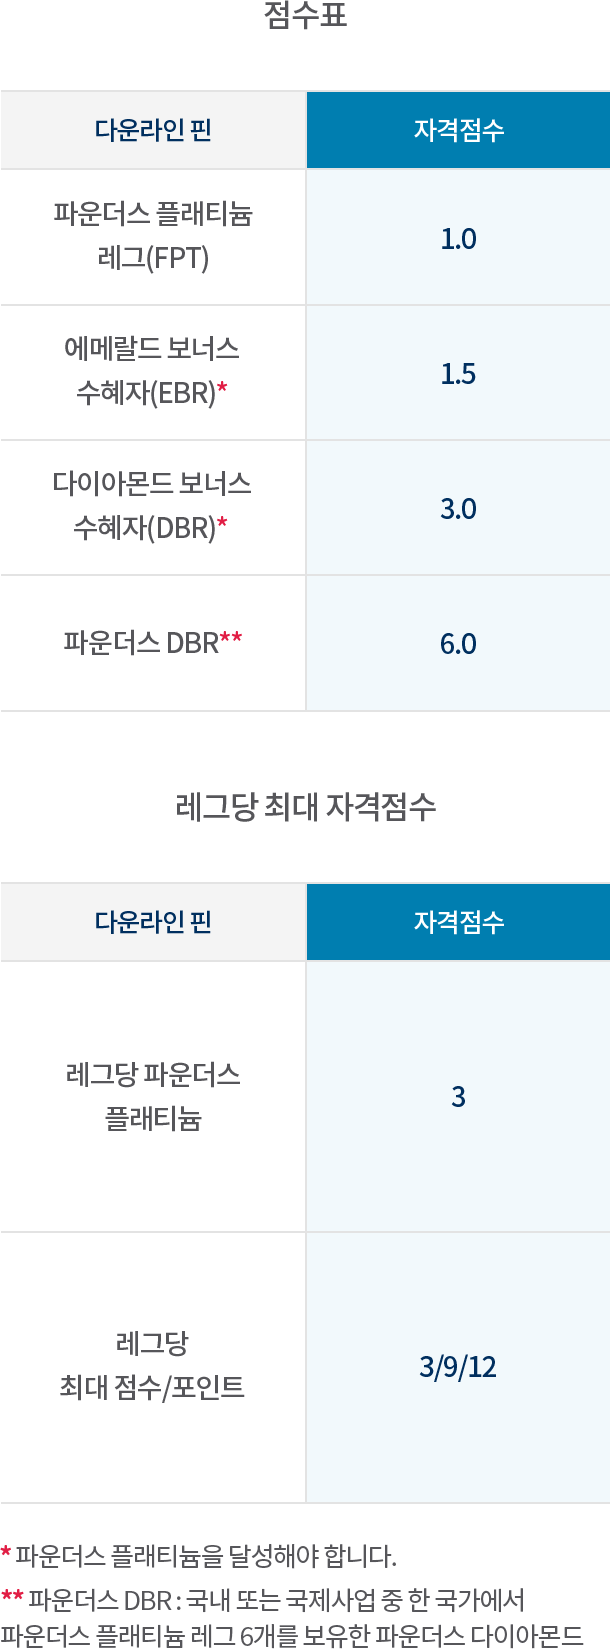 점수표
다운라인 핀
자격점수
파운더스 플래티늄
레그(FPT)
1.0
에메랄드 보너스
수혜자(EBR)*
1.5
다이아몬드 보너스
수혜자(DBR)*
3.0
파운더스 DBR**
6.0
레그당 최대 자격점수
다운라인 핀
자격점수
레그당 파운더스
플래티늄
3
레그당
최대 점수/포인트
3/9/12
* 파운더스 플래티늄을 달성해야 합니다.
** 파운더스 DBR : 국내 또는 국제사업 중 한 국가에서
파운더스 플래티늄 레그 6개를 보유한 파운더스 다이아몬드